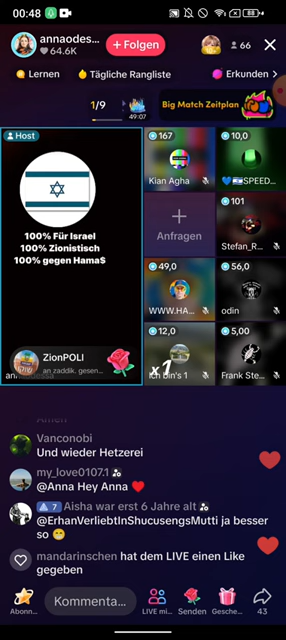 00:48
annaodes...
64.6K
+ Folgen
66
Lernen
Tägliche Rangliste
Erkunden >
1/9
49:07
Big Match Zeitplan
Host
100% Für Israel
100% Zionistisch
100% gegen Hama$
ZionPOLI
an zaddik. gesen...
167
Kian Agha
10,0
SPEED...
+
Anfragen
101
Stefan_R...
49,0
WWW.HA...
56,0
odin
12,0
x1
Ich bin's 1
5,00
Frank Ste...
Vanconobi
Und wieder Hetzerei
my_love0107.1
@Anna Hey Anna
7 Aisha war erst 6 Jahre alt
@ErhanVerliebtInShucusengsMutti ja besser
so
mandarinschen hat dem LIVE einen Like
gegeben
Abonn...
Kommenta...
LIVE mi...
Senden
Gesche...
43